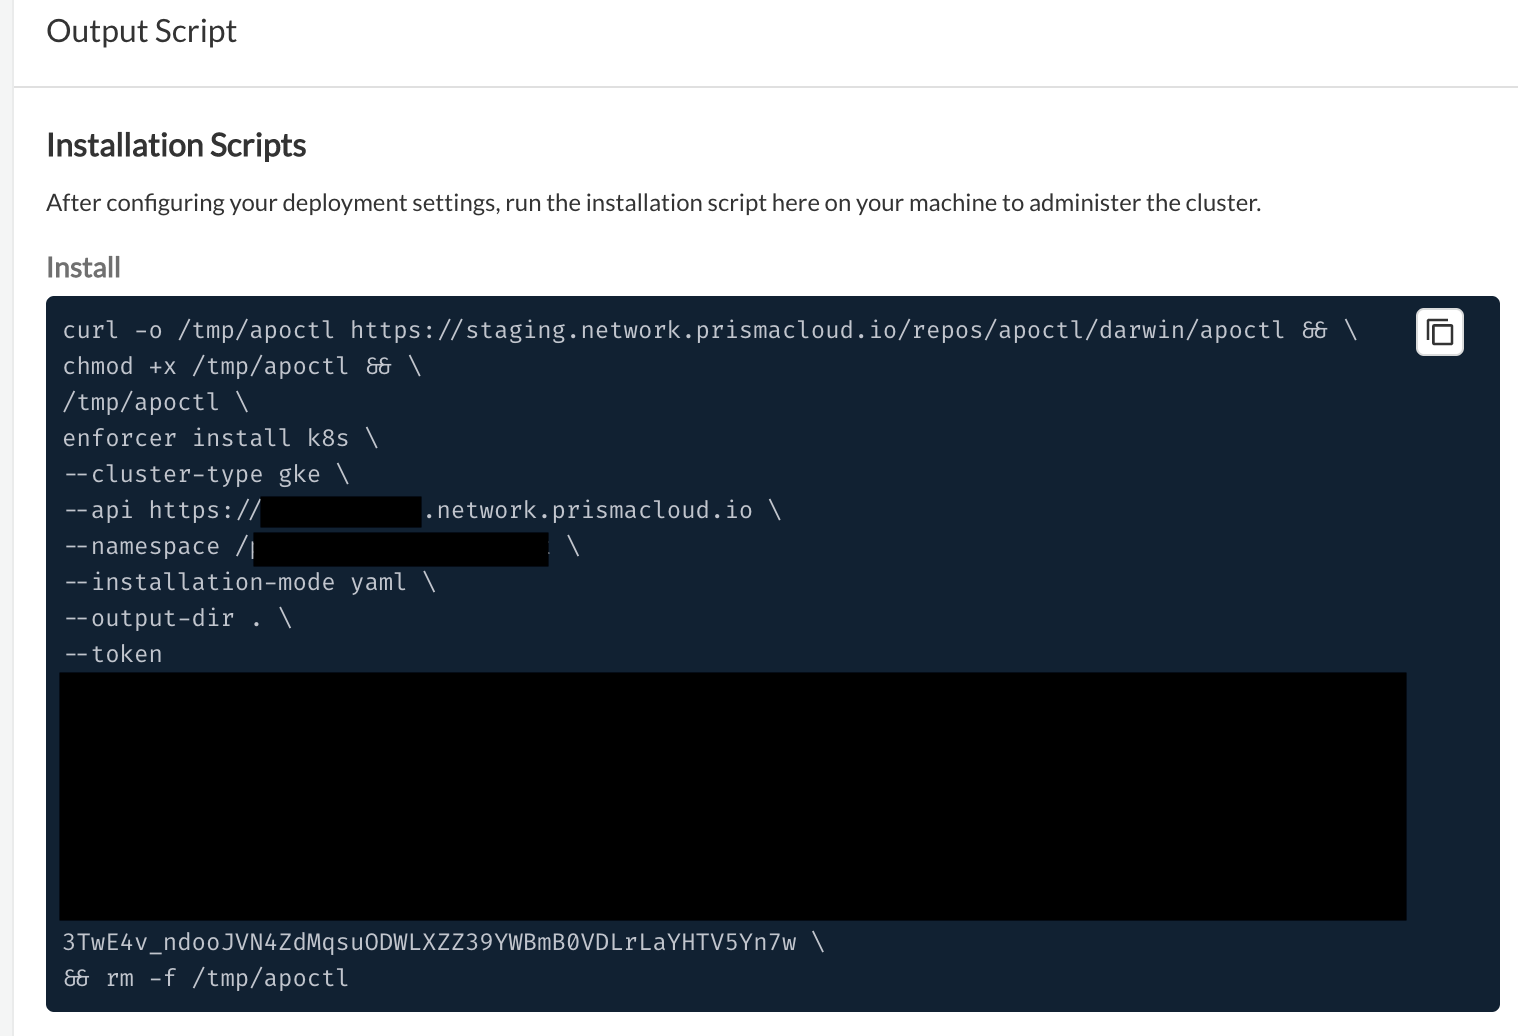 Output Script
Installation Scripts
After configuring your deployment settings, run the installation script here on your machine to administer the cluster.
Install
curl -o /tmp/apoctl https://staging.network.prismacloud.io/repos/apoctl/darwin/apoctl && \
chmod +x /tmp/apoctl && \
/tmp/apoctl \
enforcer install k8s \
--cluster-type gke \
--api https:// .network.prismacloud.io \
--namespace / \
--installation-mode yaml \
--output-dir . \
--token
3TwE4v_ndooJVN4ZdMqsuODWLXZZ39YWBmB0VDLrLaYHTV5Yn7w \
&& rm -f /tmp/apoctl